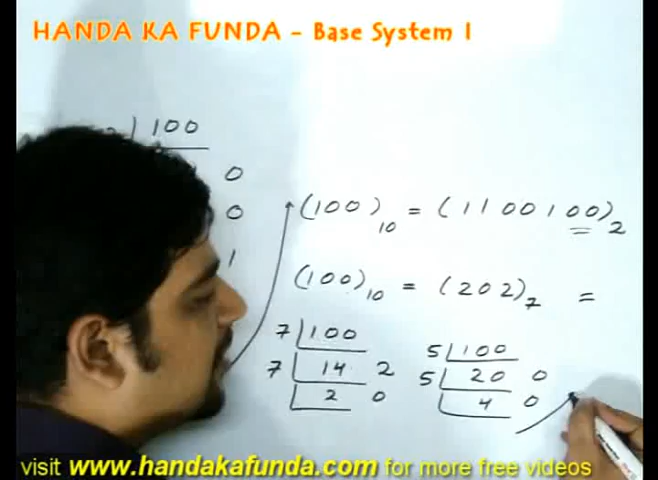 HANDA KA FUNDA - Base System 1
100
0
0
1
(100)10 = (1100100)2
(100)10 = (202)7 =
7 | 100
7 | 14 2
2 0
5 | 100
5 | 20 0
4 0
visit www.handakafunda.com for more free videos